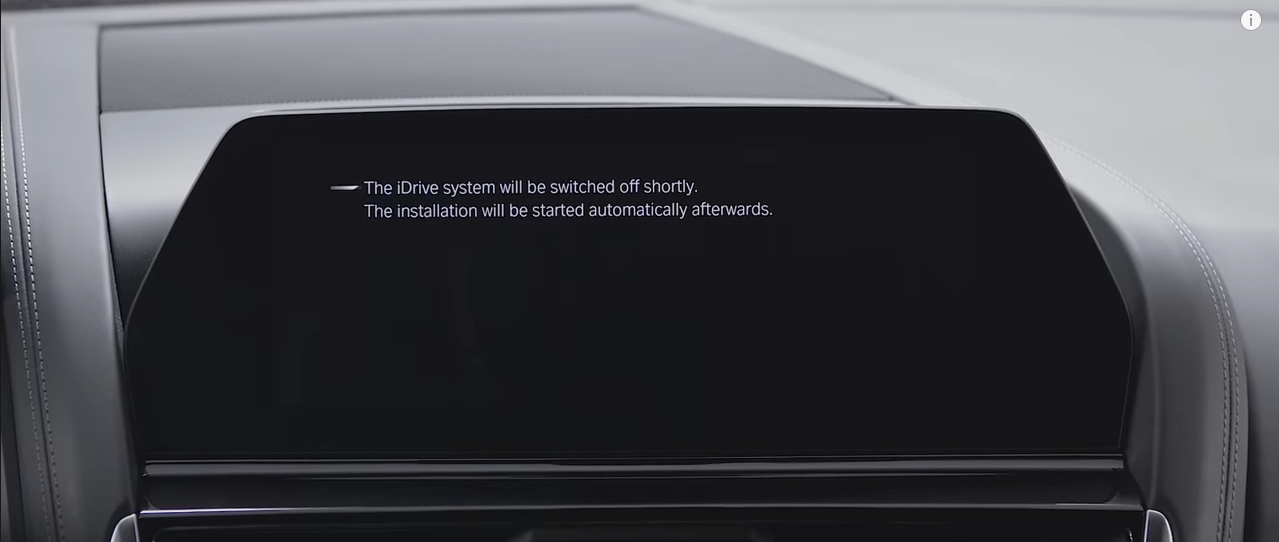 The iDrive system will be switched off shortly.
The installation will be started automatically afterwards.